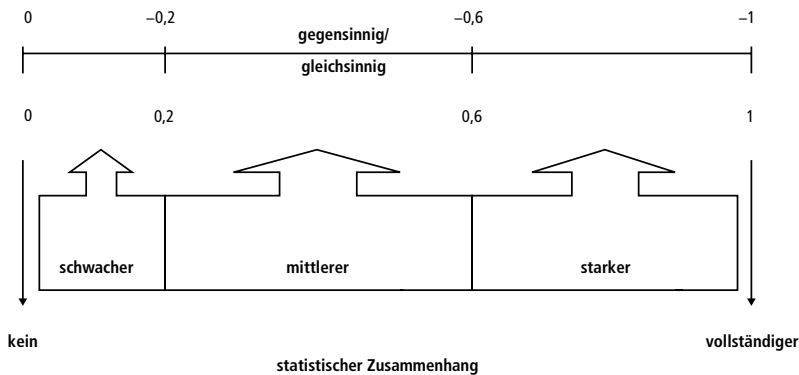 0 –0,2 –0,6 –1
gegensinnig/
gleichsinnig
0 0,2 0,6 1
schwacher mittlerer starker
kein vollständiger
statistischer Zusammenhang